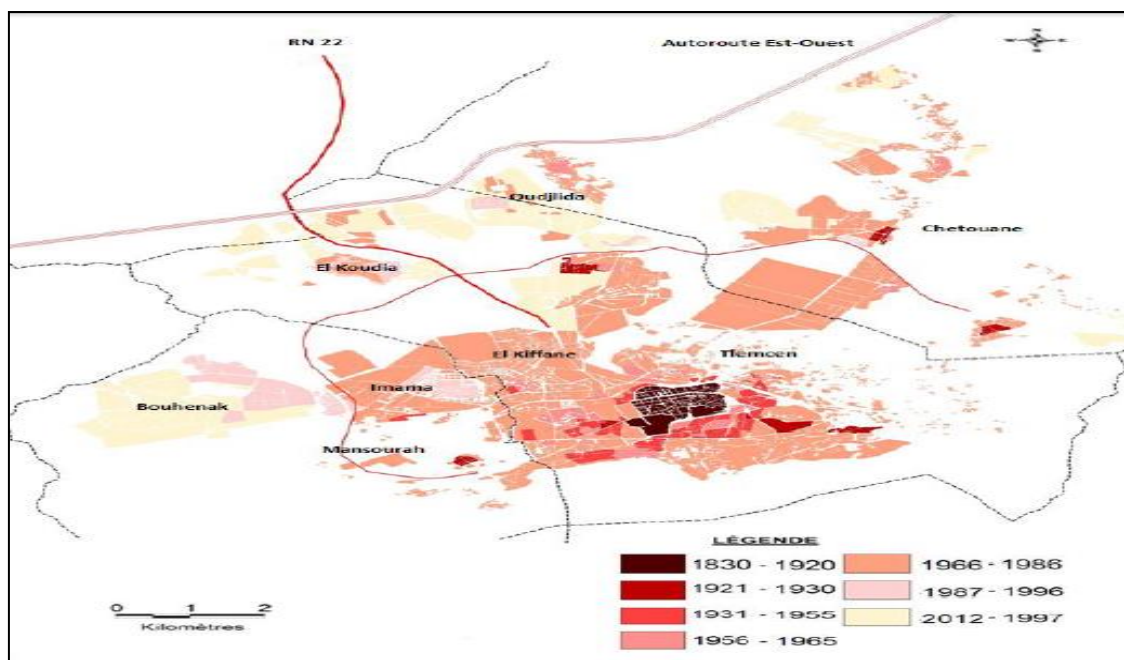 RN 22
Autoroute Est-Ouest
Oudjlida
Chetouane
El Koudia
El Kiffane
Tlemcen
Imama
Bouhenak
Mansourah
LÉGENDE
1830 - 1920
1966 - 1986
1921 - 1930
1987 - 1996
1931 - 1955
2012 - 1997
1956 - 1965
0 1 2
Kilomètres